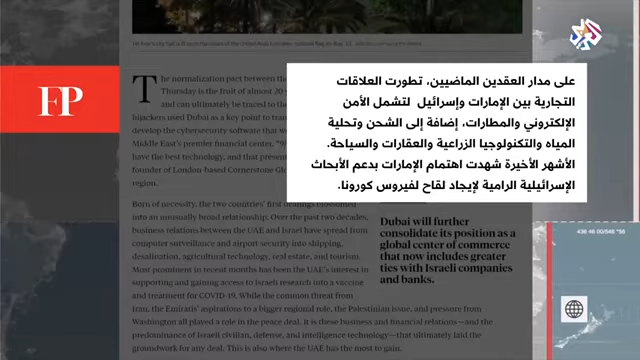 FP
على مدار العقدين الماضيين، تطورت العلاقات
التجارية بين الإمارات وإسرائيل لتشمل الأمن
الإلكتروني والمطارات، إضافة إلى الشحن وتحلية
المياه والتكنولوجيا الزراعية والعقارات والسياحة.
الأشهر الأخيرة شهدت اهتمام الإمارات بدعم الأبحاث
الإسرائيلية الرامية لإيجاد لقاح لفيروس كورونا.
The normalization pact between the
Thursday is the fruit of almost 20
and can ultimately be traced to the
hijackers used Dubai as a key point to tran
develop the cybersecurity software that w
Middle East's premier financial center. "9
have the best technology, and that presen
founder of London-based Cornerstone Gl
region.
Born of necessity, the two countries' first dealings blossomed
into an unusually broad relationship. Over the past two decades,
business relations between the UAE and Israel have spread from
computer surveillance and airport security into shipping,
desalination, agricultural technology, real estate, and tourism.
Most prominent in recent months has been the UAE's interest in
supporting and gaining access to Israeli research into a vaccine
and treatment for COVID-19. While the common threat from
Iran, the Emiratis' aspirations to a bigger regional role, the Palestinian issue, and pressure from
Washington all played a role in the peace deal, it is these business and financial relations—and the
predominance of Israeli civilian, defense, and intelligence technology—that ultimately laid the
groundwork for any deal. This is also where the UAE has the most to gain.
Dubai will further
consolidate its position as a
global center of commerce
that now includes greater
ties with Israeli companies
and banks.
436 46 00/548 *56